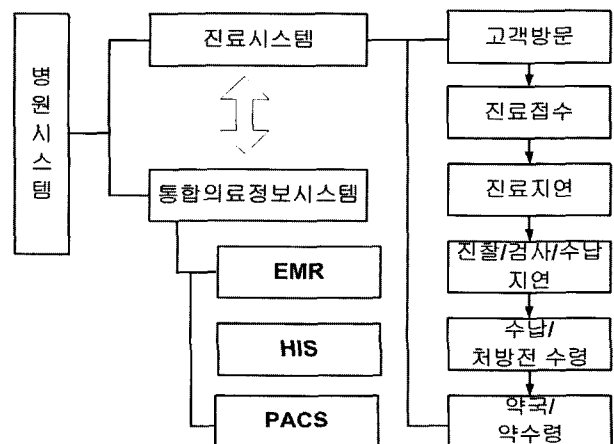 병
원
시
스
템
진료시스템
통합의료정보시스템
EMR
HIS
PACS
고객방문
진료접수
진료지연
진찰/검사/수납
지연
수납/
처방전 수령
약국/
약수령